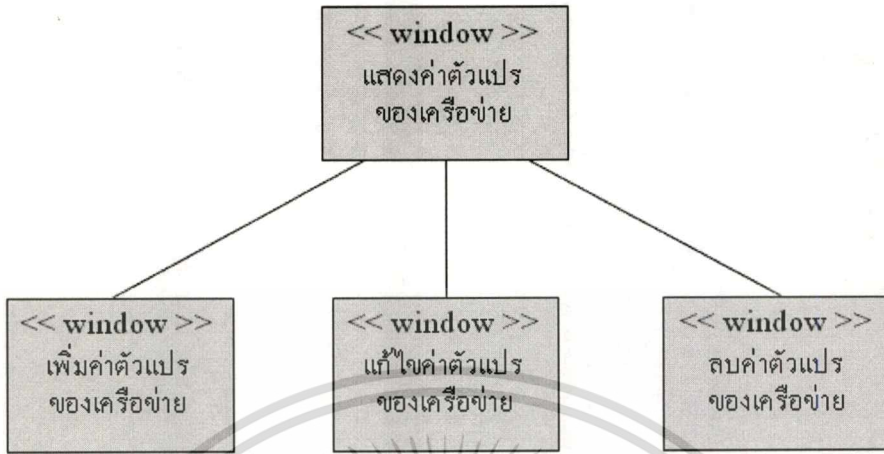 << window >>
แสดงค่าตัวแปร
ของเครือข่าย
<< window >>
เพิ่มค่าตัวแปร
ของเครือข่าย
<< window >>
แก้ไขค่าตัวแปร
ของเครือข่าย
<< window >>
ลบค่าตัวแปร
ของเครือข่าย